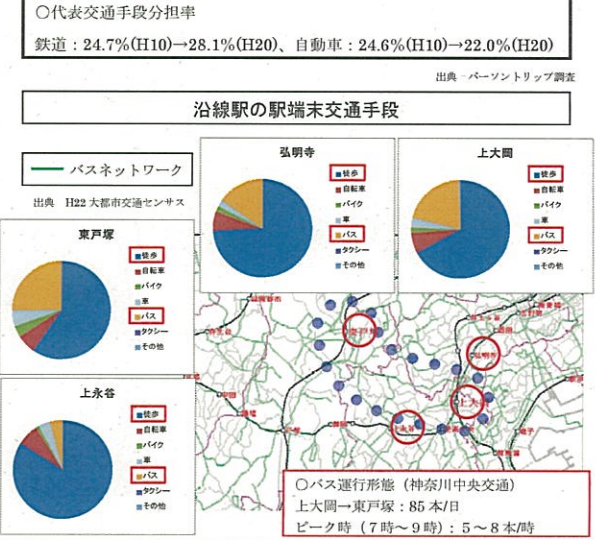 ○代表交通手段分担率
鉄道：24.7%(H10)→28.1%(H20)、自動車：24.6%(H10)→22.0%(H20)
出典 パーソントリップ調査
沿線駅の駅端末交通手段
バスネットワーク
出典 H22 大都市交通センサス
弘明寺
徒歩
自転車
バイク
車
バス
タクシー
その他
上大岡
徒歩
自転車
バイク
車
バス
タクシー
その他
東戸塚
徒歩
自転車
バイク
車
バス
タクシー
その他
上永谷
徒歩
自転車
バイク
車
バス
タクシー
その他
弘明寺
上大
上永谷
○バス運行形態（神奈川中央交通）
上大岡→東戸塚：85 本/日
ピーク時（７時～９時）：５～８本/時